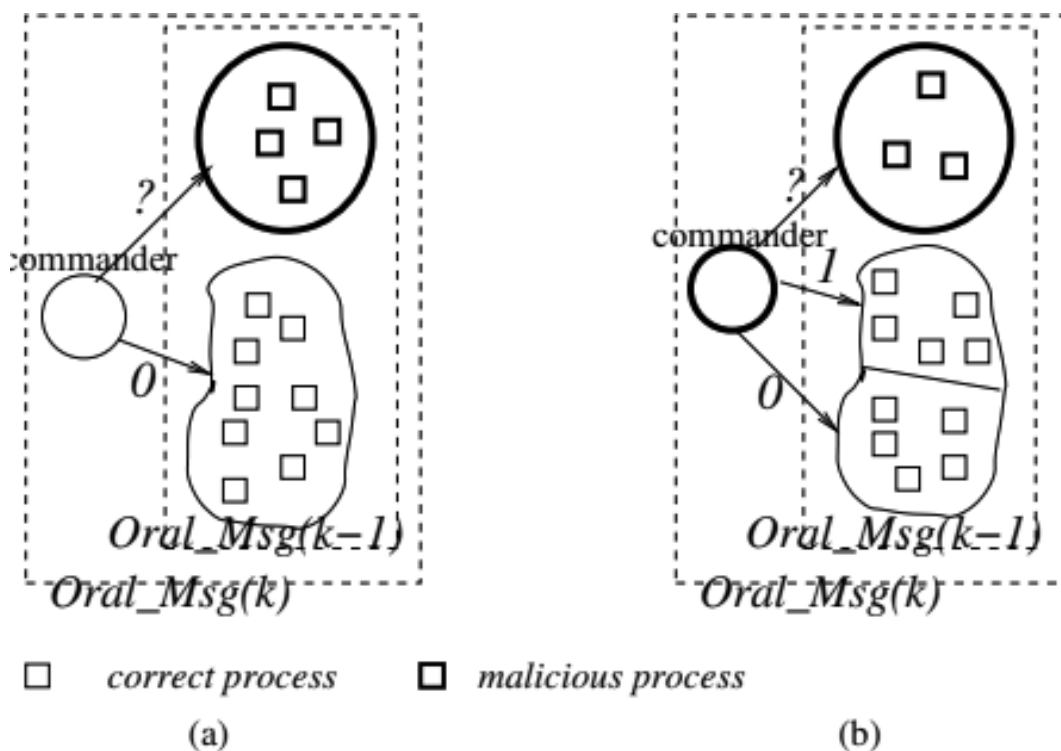 ?
commander
0
Oral_Msg(k−1)
Oral_Msg(k)
?
commander
1
0
Oral_Msg(k−1)
Oral_Msg(k)
correct process
malicious process
(a)
(b)